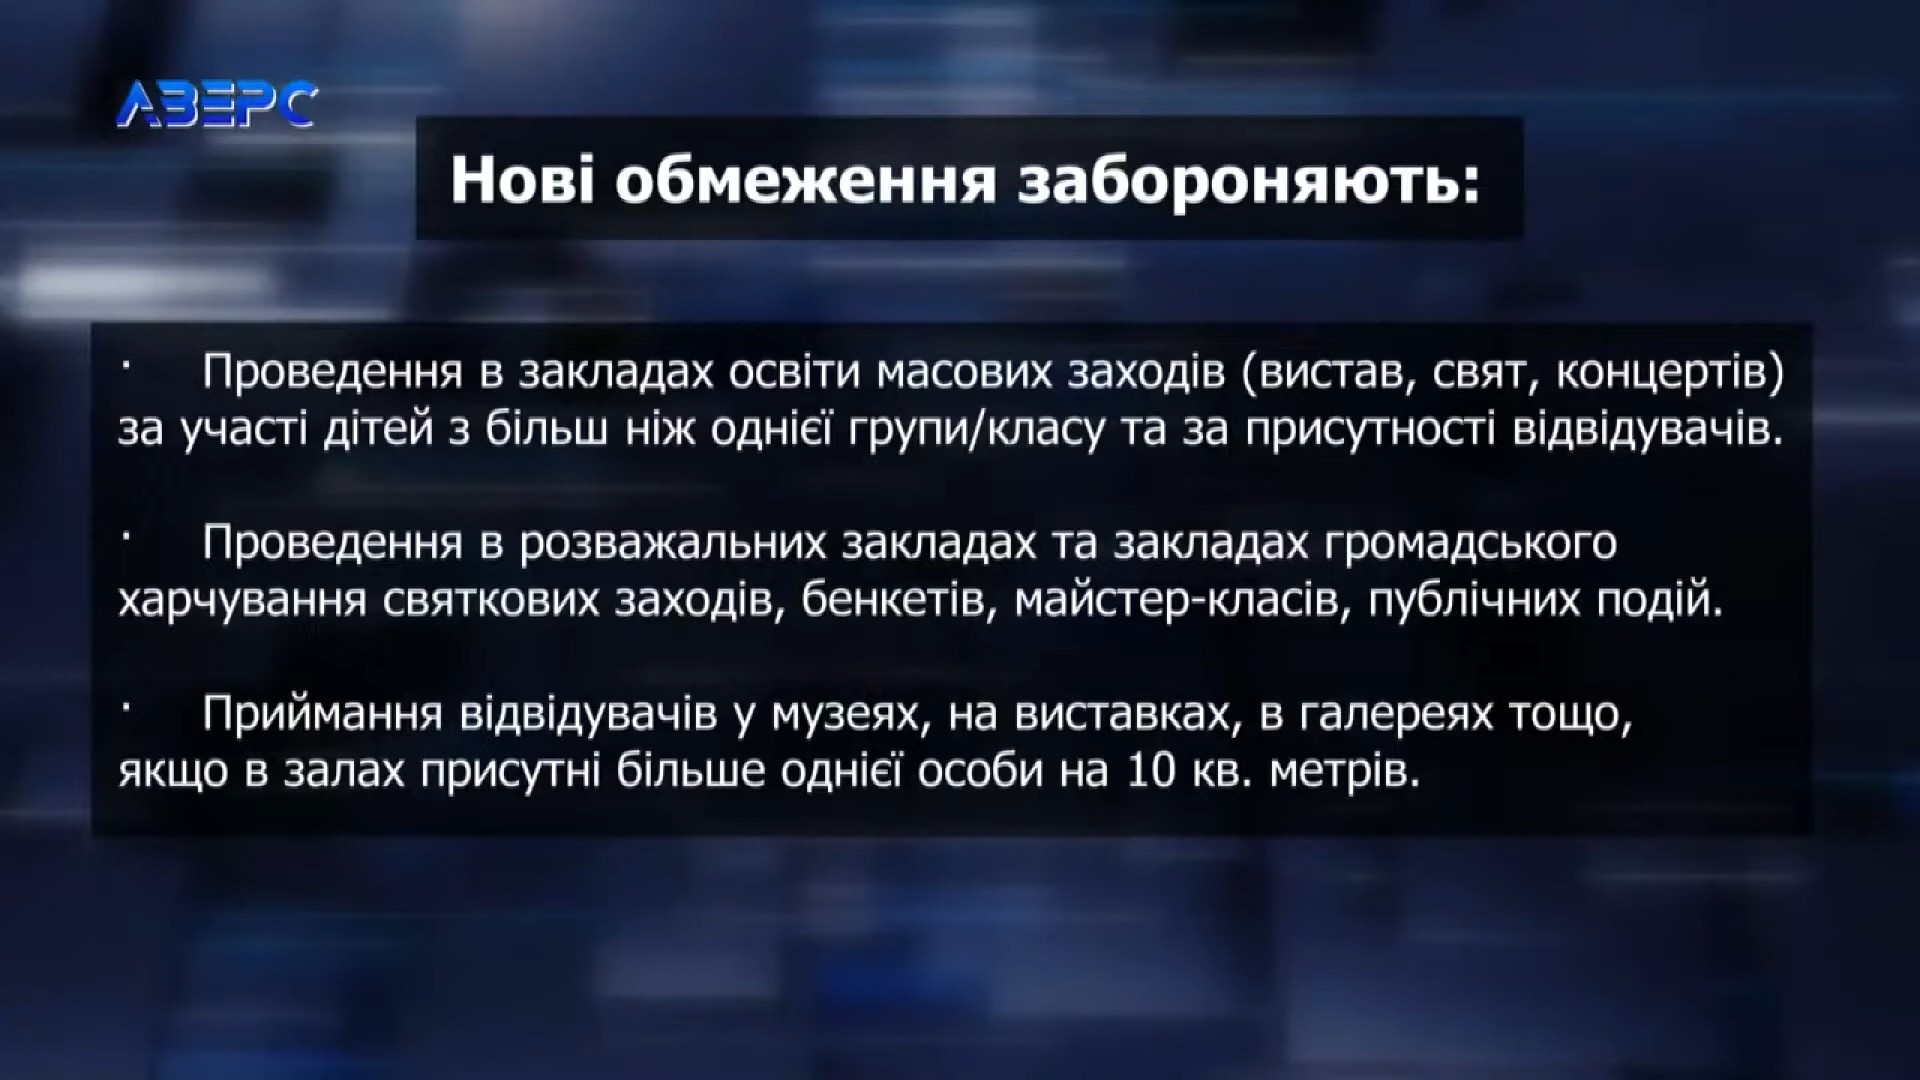 АВЕРС
Нові обмеження забороняють:
· Проведення в закладах освіти масових заходів (вистав, свят, концертів)
за участі дітей з більш ніж однієї групи/класу та за присутності відвідувачів.
· Проведення в розважальних закладах та закладах громадського
харчування святкових заходів, бенкетів, майстер-класів, публічних подій.
· Приймання відвідувачів у музеях, на виставках, в галереях тощо,
якщо в залах присутні більше однієї особи на 10 кв. метрів.